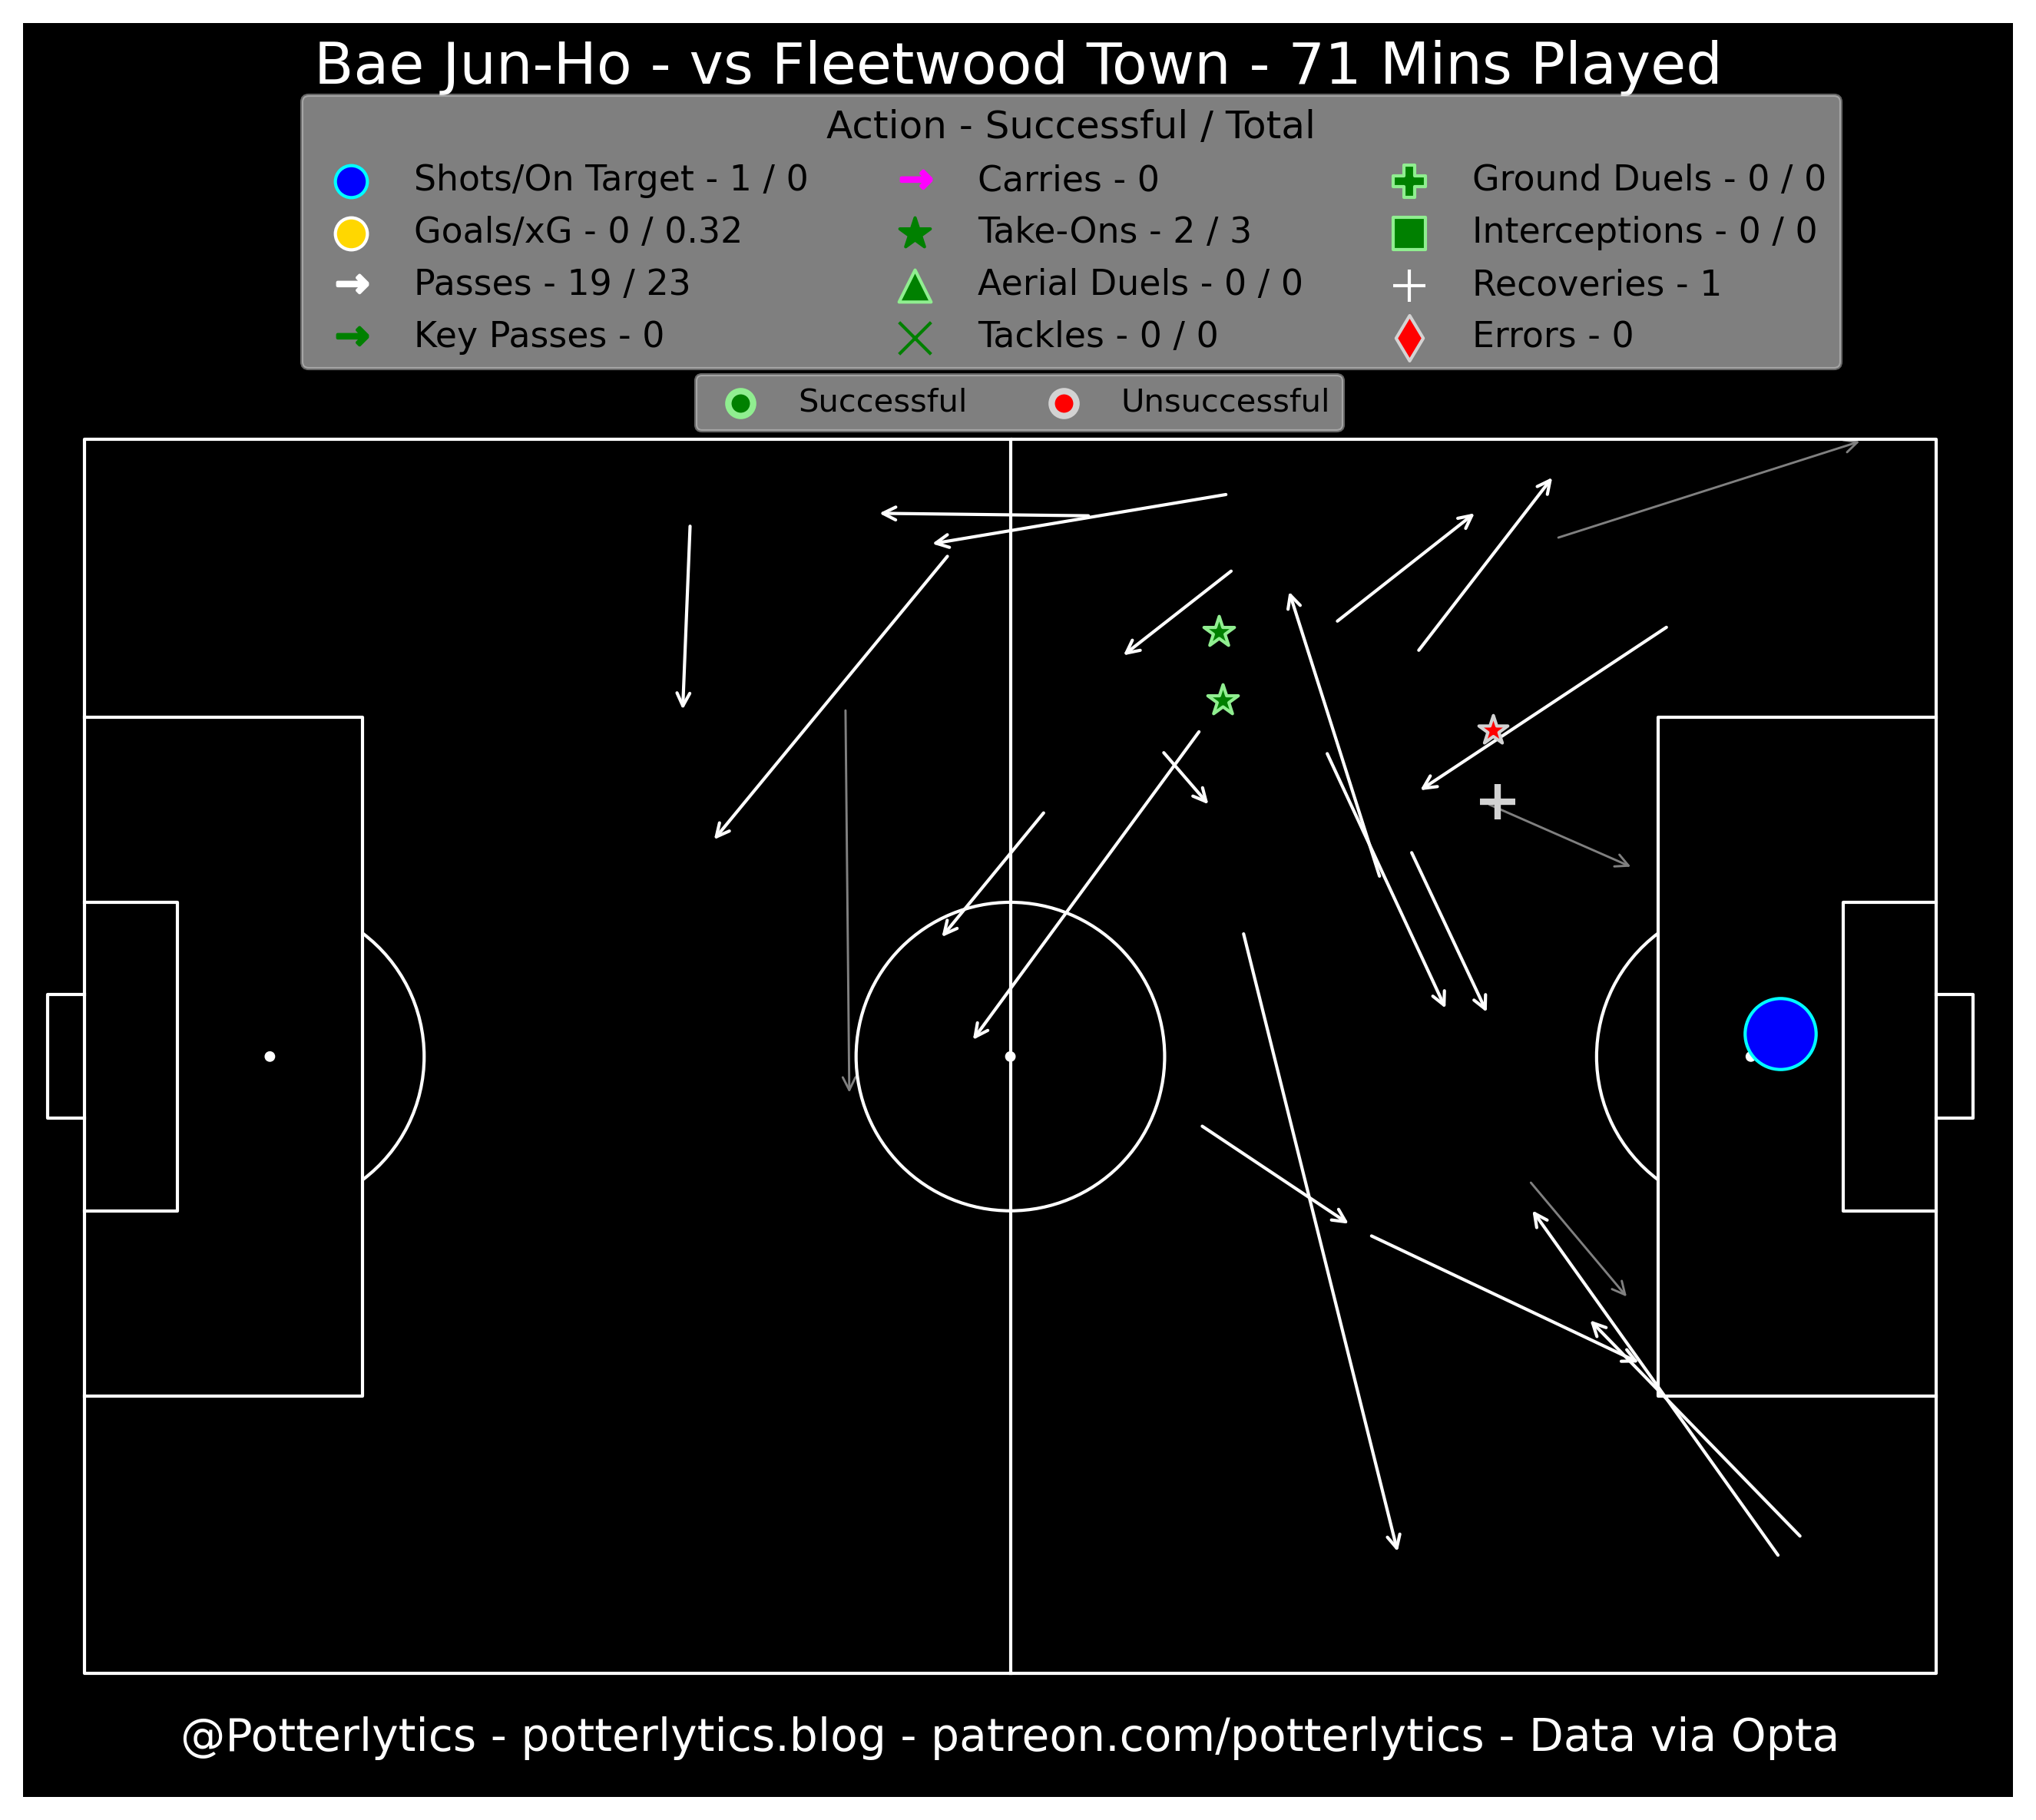 Bae Jun-Ho - vs Fleetwood Town - 71 Mins Played
Action - Successful / Total
Shots/On Target - 1 / 0
Goals/xG - 0 / 0.32
Passes - 19 / 23
Key Passes - 0
Carries - 0
Take-Ons - 2 / 3
Aerial Duels - 0 / 0
Tackles - 0 / 0
Ground Duels - 0 / 0
Interceptions - 0 / 0
Recoveries - 1
Errors - 0
Successful
Unsuccessful
@Potterlytics - potterlytics.blog - patreon.com/potterlytics - Data via Opta